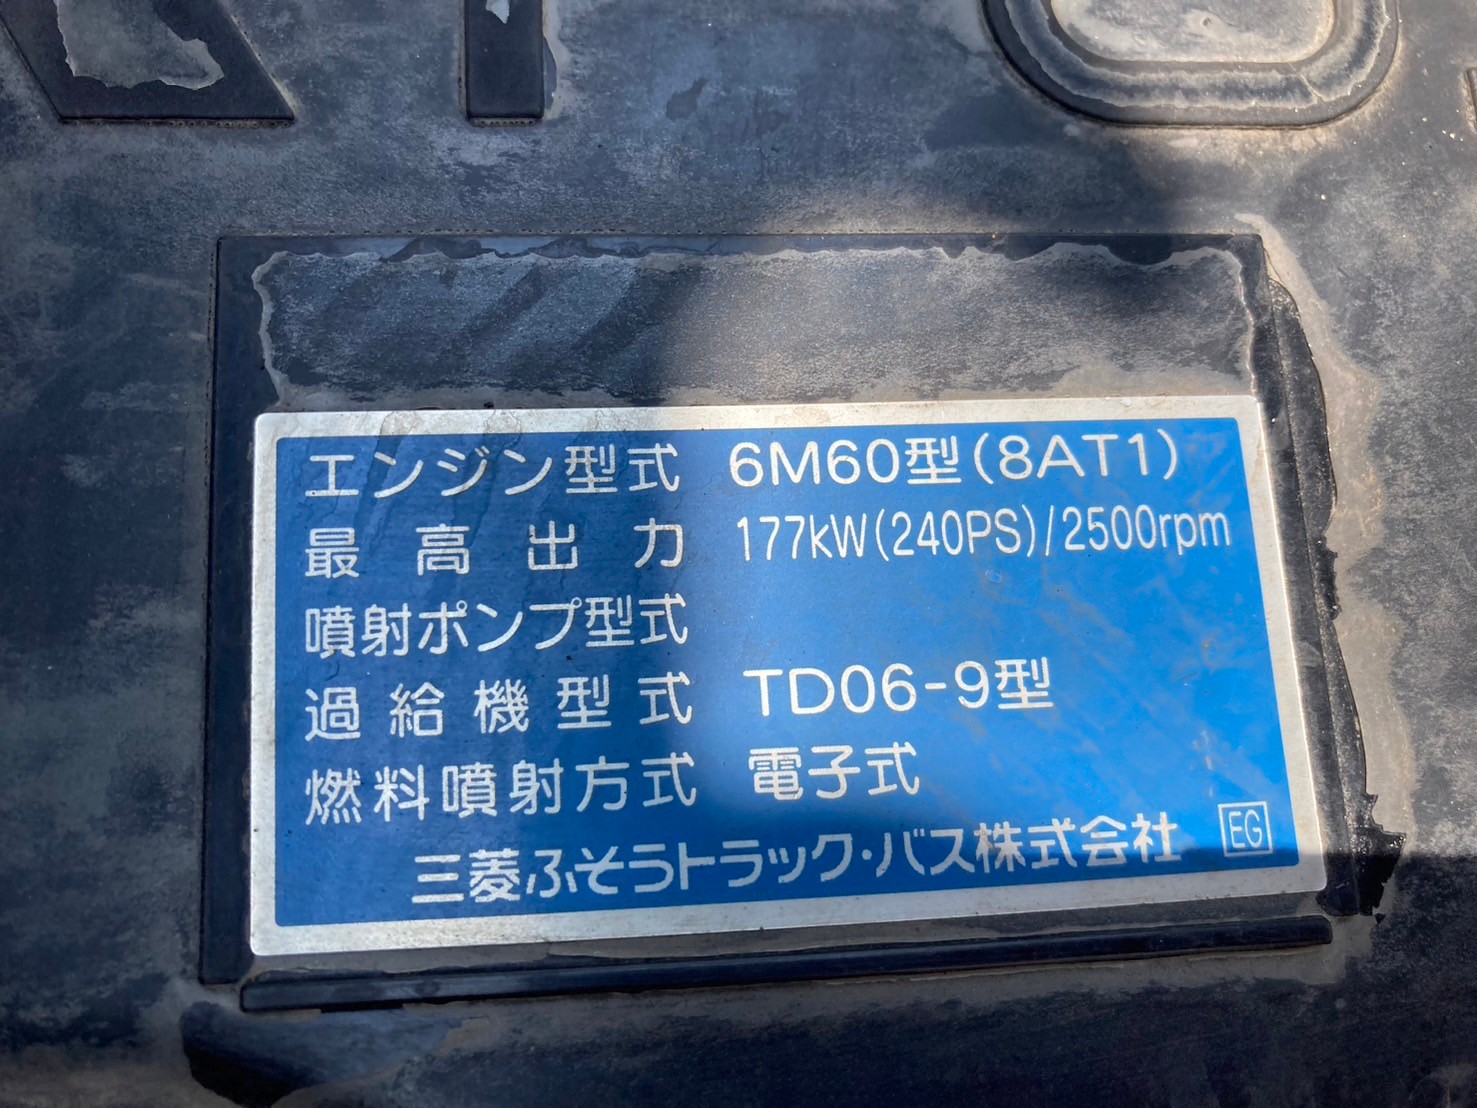 エンジン型式 6M60型(8AT1)
最高出力 177kW(240PS)/2500rpm
噴射ポンプ型式
過給機型式 TD06-9型
燃料噴射方式 電子式
三菱ふそうトラック・バス株式会社 EG